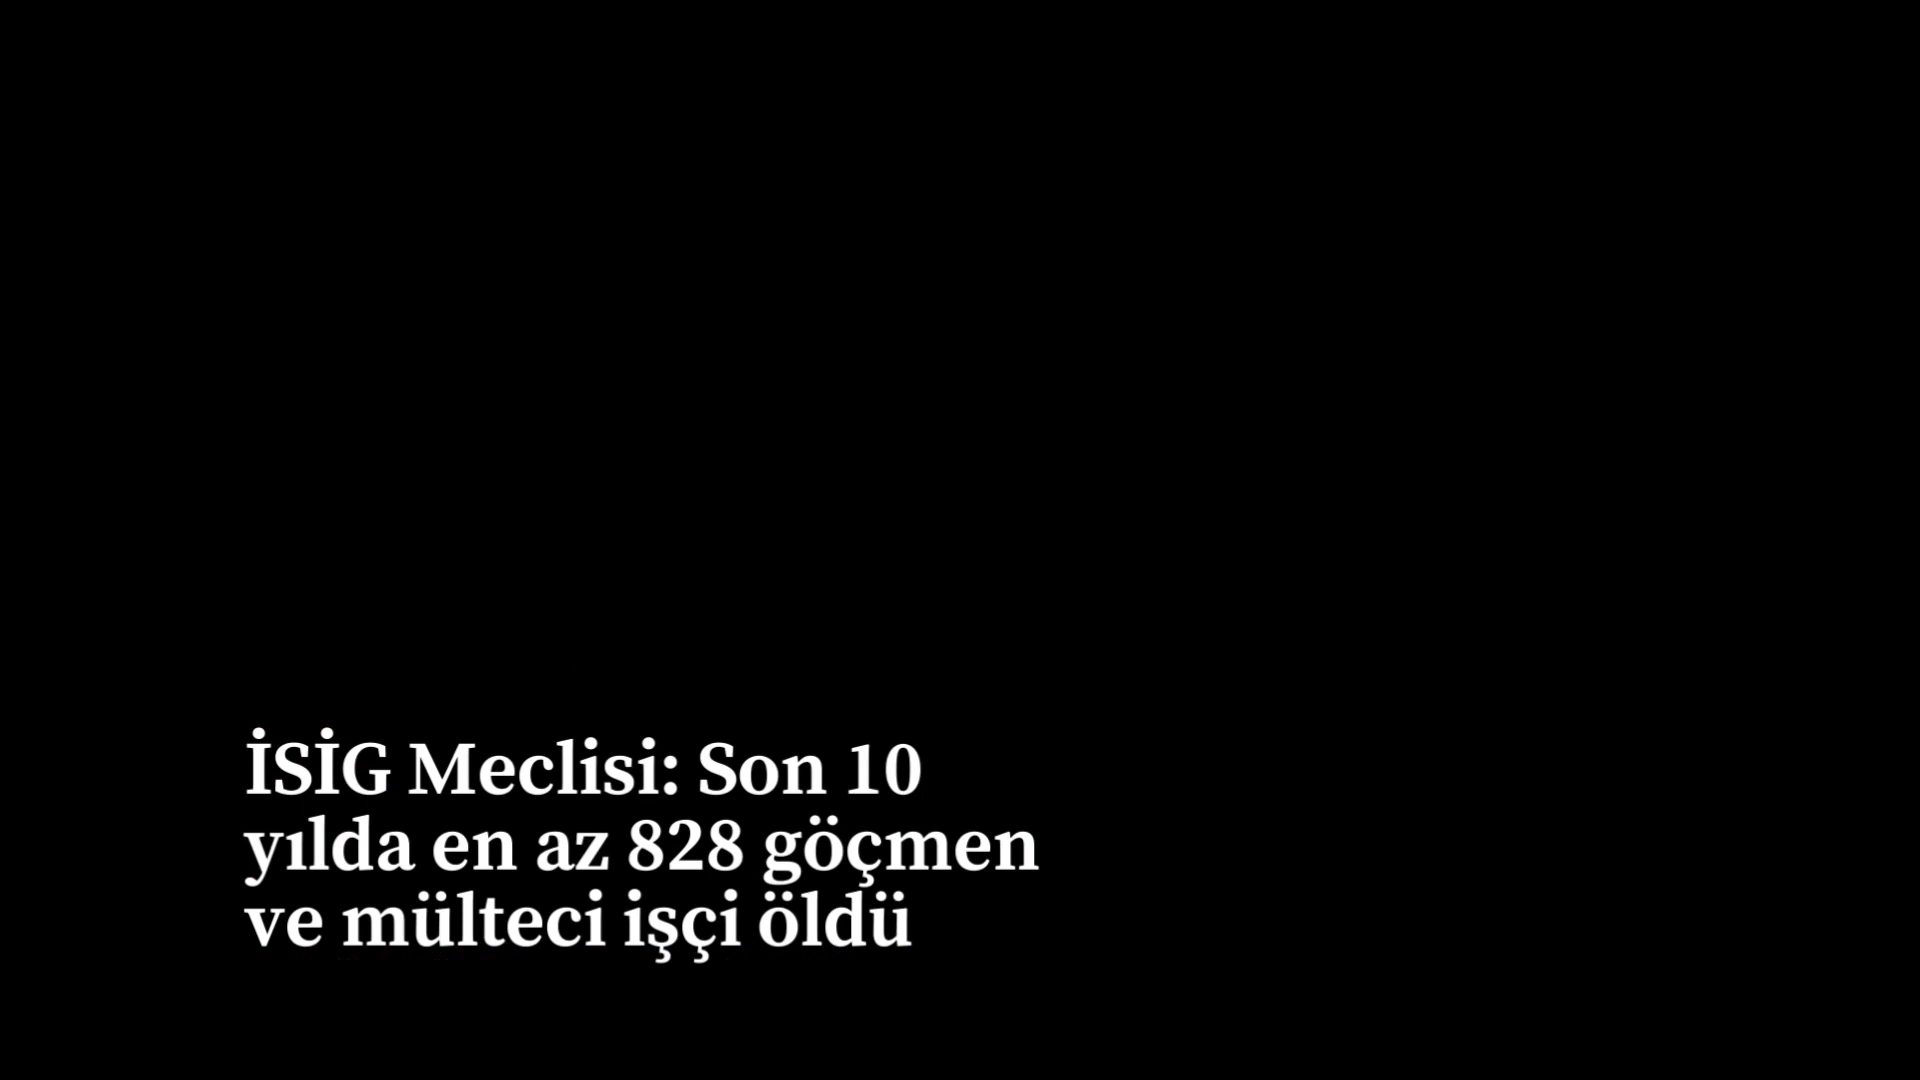 İSİG Meclisi: Son 10
yılda en az 828 göçmen
ve mülteci işçi öldü